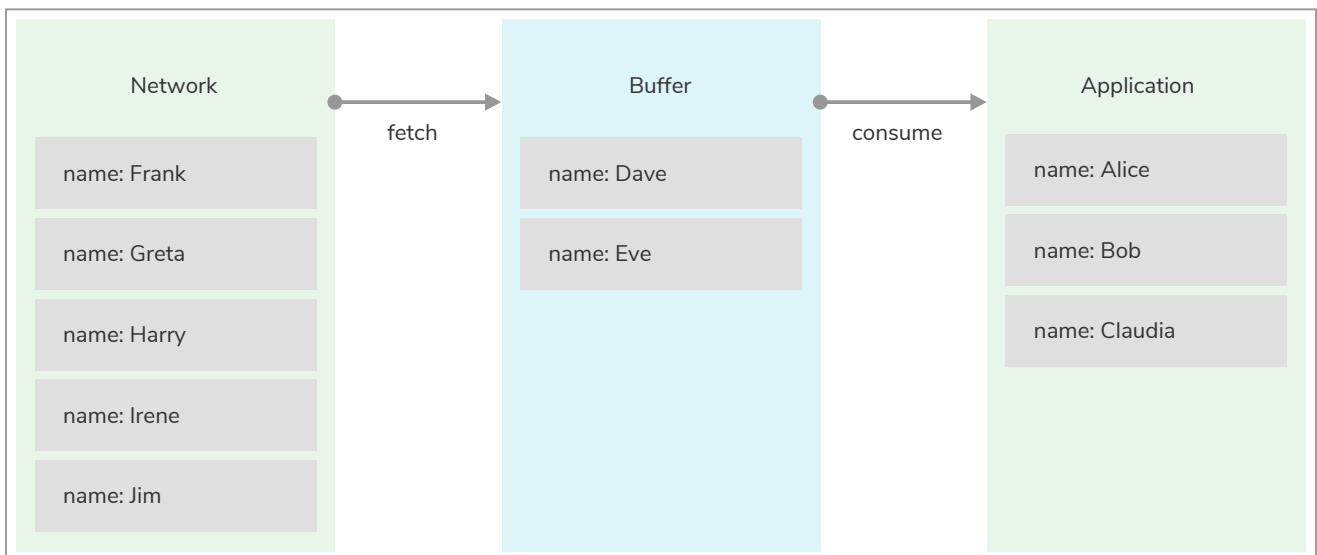 Network
fetch
Buffer
consume
Application
name: Frank
name: Greta
name: Harry
name: Irene
name: Jim
name: Dave
name: Eve
name: Alice
name: Bob
name: Claudia